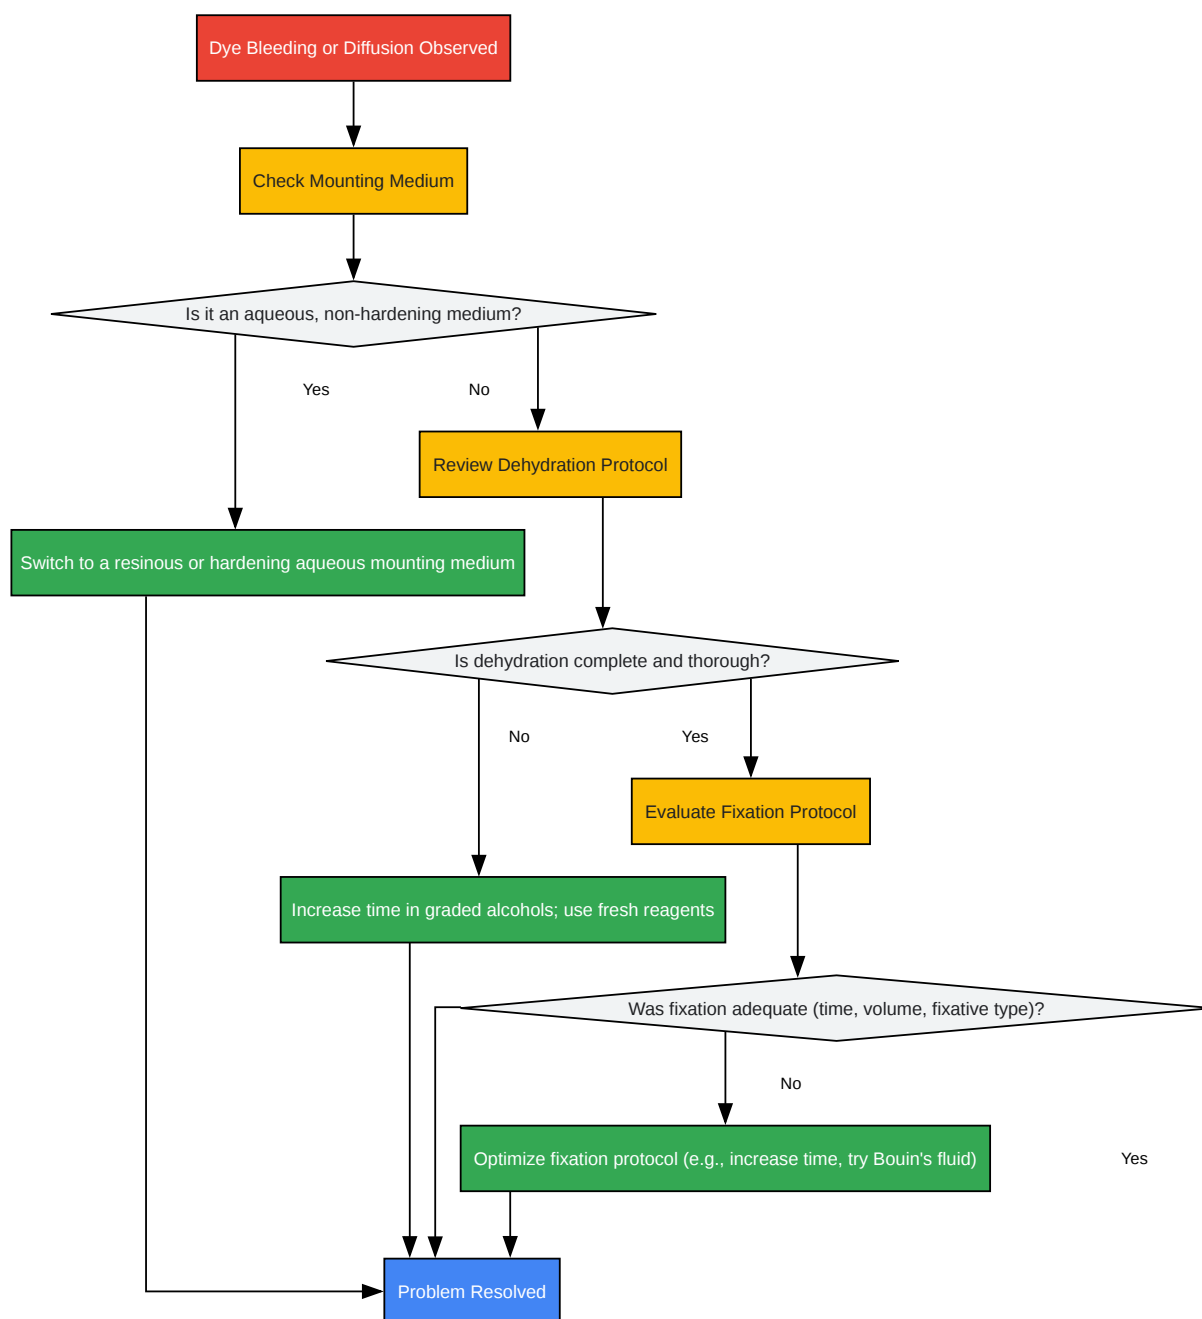 Dye Bleeding or Diffusion Observed
Check Mounting Medium
Is it an aqueous, non-hardening medium?
Yes
No
Review Dehydration Protocol
Switch to a resinous or hardening aqueous mounting medium
Is dehydration complete and thorough?
No
Yes
Evaluate Fixation Protocol
Increase time in graded alcohols; use fresh reagents
Was fixation adequate (time, volume, fixative type)?
No
Optimize fixation protocol (e.g., increase time, try Bouin's fluid)
Yes
Problem Resolved